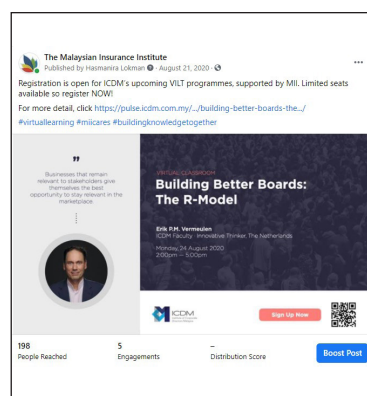 The Malaysian Insurance Institute
Published by Hasmanira Lokman · August 21, 2020 ·
Registration is open for ICDM's upcoming VILT programmes, supported by MII. Limited seats
available so register NOW!
For more detail, click https://pulse.icdm.com.my/.../building-better-boards-the.../
#virtuallearning #miicares #buildingknowledgetogether
"
Businesses that remain
relevant to stakeholders give
themselves the best
opportunity to stay relevant in the
marketplace.
VIRTUAL CLASSROOM
Building Better Boards:
The R-Model
Erik P.M. Vermeulen
ICDM Faculty · Innovative Thinker, The Netherlands
Monday, 24 August 2020
2:00pm — 5:00pm
ICDM
Sign Up Now
198
People Reached
5
Engagements
–
Distribution Score
Boost Post